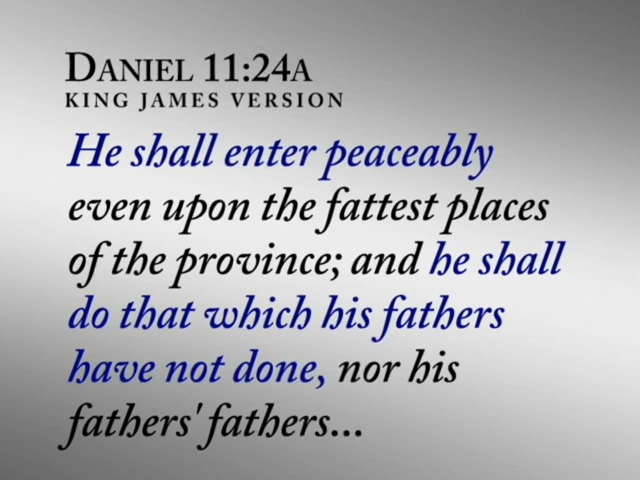 DANIEL 11:24A
KING JAMES VERSION
He shall enter peaceably
even upon the fattest places
of the province; and he shall
do that which his fathers
have not done, nor his
fathers' fathers...